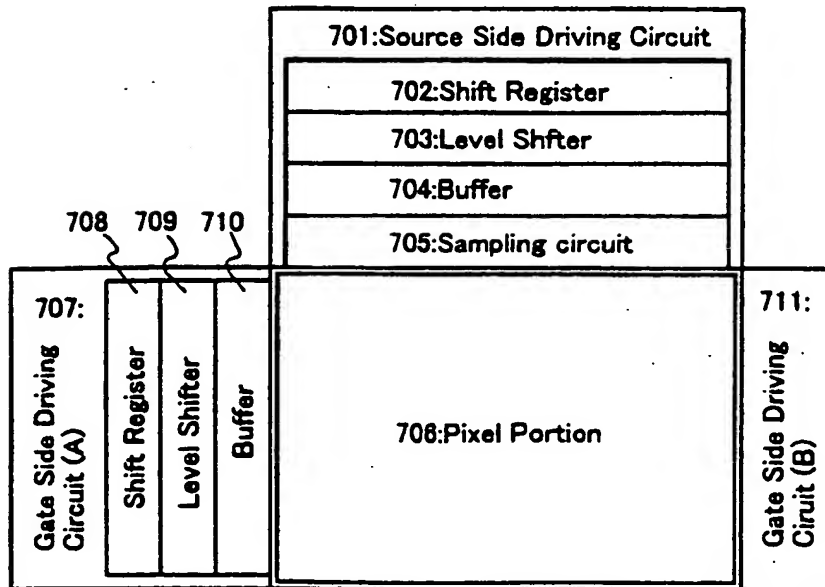 701:Source Side Driving Circuit
702:Shift Register
703:Level Shfter
704:Buffer
705:Sampling circuit
708
709
710
707:
Gate Side Driving
Circuit (A)
Shift Register
Level Shifter
Buffer
706:Pixel Portion
711:
Gate Side Driving
Ciruit (B)